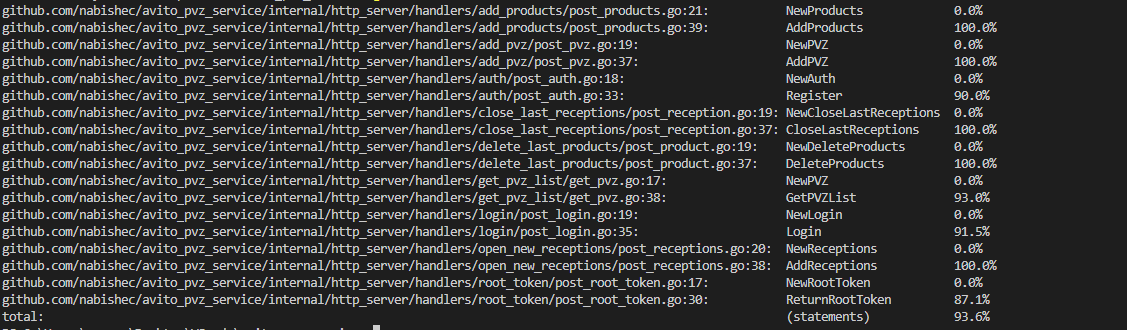 github.com/nabishec/avito_pvz_service/internal/http_server/handlers/add_products/post_products.go:21: NewProducts 0.0%
github.com/nabishec/avito_pvz_service/internal/http_server/handlers/add_products/post_products.go:39: AddProducts 100.0%
github.com/nabishec/avito_pvz_service/internal/http_server/handlers/add_pvz/post_pvz.go:19: NewPVZ 0.0%
github.com/nabishec/avito_pvz_service/internal/http_server/handlers/add_pvz/post_pvz.go:37: AddPVZ 100.0%
github.com/nabishec/avito_pvz_service/internal/http_server/handlers/auth/post_auth.go:18: NewAuth 0.0%
github.com/nabishec/avito_pvz_service/internal/http_server/handlers/auth/post_auth.go:33: Register 90.0%
github.com/nabishec/avito_pvz_service/internal/http_server/handlers/close_last_receptions/post_reception.go:19: NewCloseLastReceptions 0.0%
github.com/nabishec/avito_pvz_service/internal/http_server/handlers/close_last_receptions/post_reception.go:37: CloseLastReceptions 100.0%
github.com/nabishec/avito_pvz_service/internal/http_server/handlers/delete_last_products/post_product.go:19: NewDeleteProducts 0.0%
github.com/nabishec/avito_pvz_service/internal/http_server/handlers/delete_last_products/post_product.go:37: DeleteProducts 100.0%
github.com/nabishec/avito_pvz_service/internal/http_server/handlers/get_pvz_list/get_pvz.go:17: NewPVZ 0.0%
github.com/nabishec/avito_pvz_service/internal/http_server/handlers/get_pvz_list/get_pvz.go:38: GetPVZList 93.0%
github.com/nabishec/avito_pvz_service/internal/http_server/handlers/login/post_login.go:19: NewLogin 0.0%
github.com/nabishec/avito_pvz_service/internal/http_server/handlers/login/post_login.go:35: Login 91.5%
github.com/nabishec/avito_pvz_service/internal/http_server/handlers/open_new_receptions/post_receptions.go:20: NewReceptions 0.0%
github.com/nabishec/avito_pvz_service/internal/http_server/handlers/open_new_receptions/post_receptions.go:38: AddReceptions 100.0%
github.com/nabishec/avito_pvz_service/internal/http_server/handlers/root_token/post_root_token.go:17: NewRootToken 0.0%
github.com/nabishec/avito_pvz_service/internal/http_server/handlers/root_token/post_root_token.go:30: ReturnRootToken 87.1%
total: (statements) 93.6%